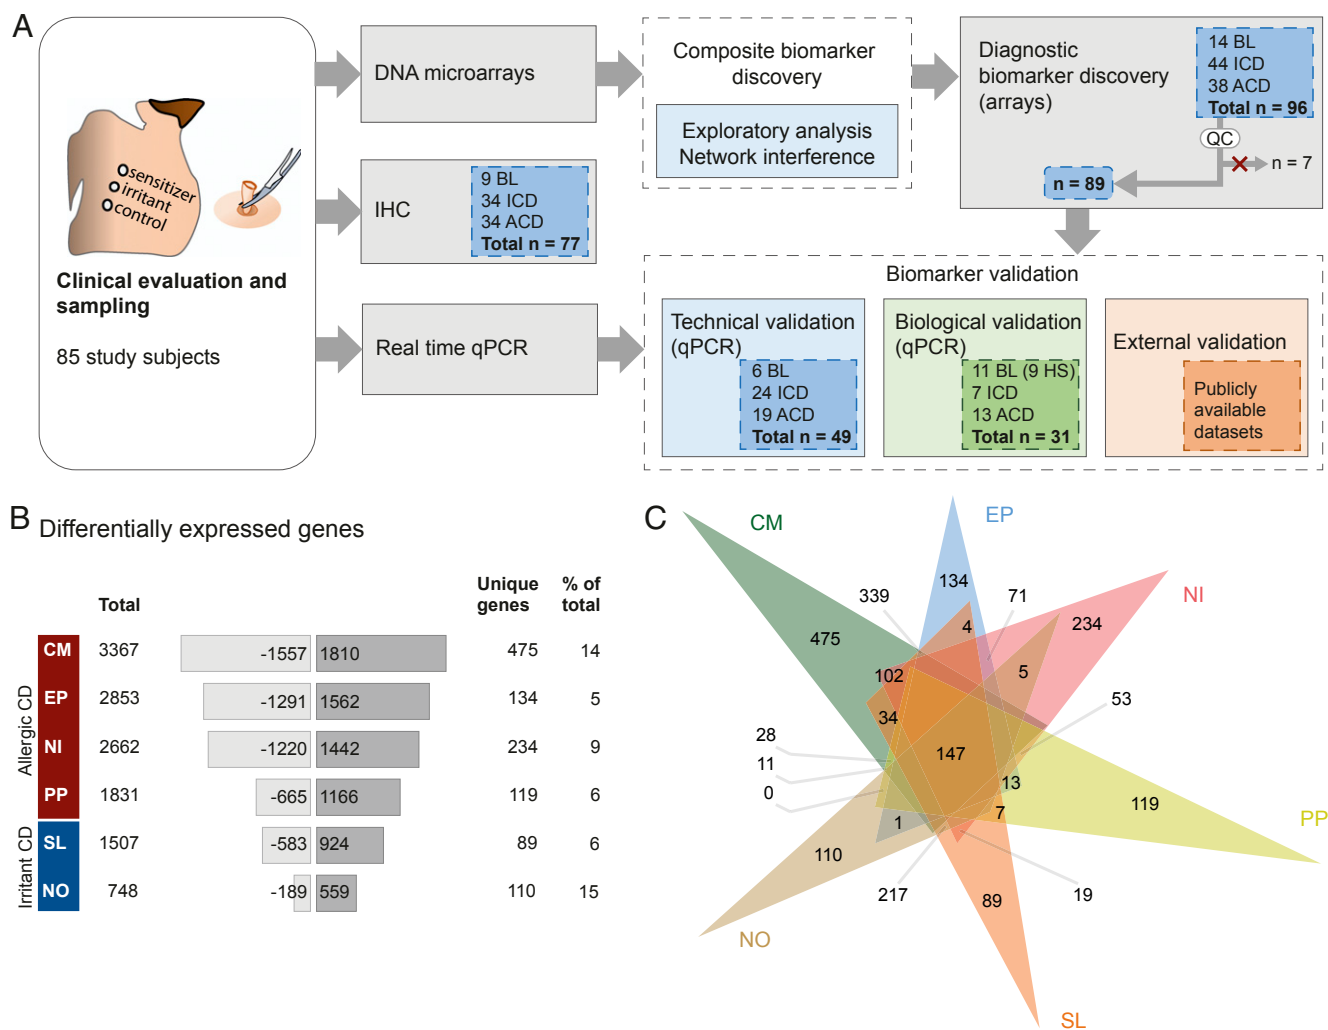 A
sensitizer
irritant
control
Clinical evaluation and
sampling
85 study subjects
DNA microarrays
IHC
9 BL
34 ICD
34 ACD
Total n = 77
Real time qPCR
Composite biomarker
discovery
Exploratory analysis
Network interference
Diagnostic
biomarker discovery
(arrays)
14 BL
44 ICD
38 ACD
Total n = 96
QC
n = 7
n = 89
Biomarker validation
Technical validation
(qPCR)
6 BL
24 ICD
19 ACD
Total n = 49
Biological validation
(qPCR)
11 BL (9 HS)
7 ICD
13 ACD
Total n = 31
External validation
Publicly
available
datasets
B
Differentially expressed genes
Total
Unique
genes
% of
total
Allergic CD
CM 3367 -1557 1810 475 14
EP 2853 -1291 1562 134 5
NI 2662 -1220 1442 234 9
PP 1831 -665 1166 119 6
Irritant CD
SL 1507 -583 924 89 6
NO 748 -189 559 110 15
C
CM
EP
NI
PP
SL
NO
134
339
71
4
234
475
102
5
53
34
28
147
11
13
0
119
7
1
110
217
89
19